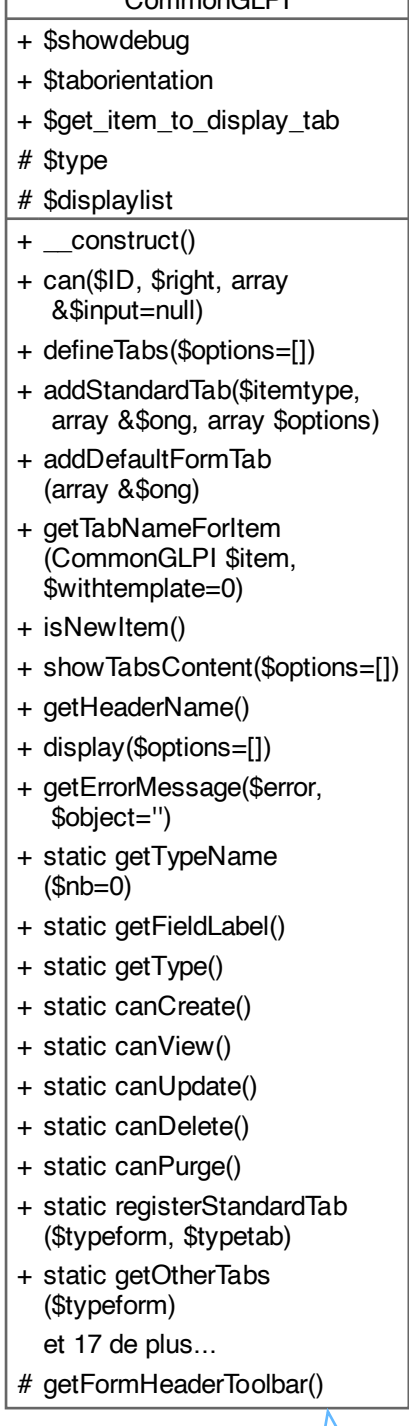 CommonGLPI
+ $showdebug
+ $taborientation
+ $get_item_to_display_tab
# $type
# $displaylist
+ __construct()
+ can($ID, $right, array
&$input=null)
+ defineTabs($options=[])
+ addStandardTab($itemtype,
array &$ong, array $options)
+ addDefaultFormTab
(array &$ong)
+ getTabNameForItem
(CommonGLPI $item,
$withtemplate=0)
+ isNewItem()
+ showTabsContent($options=[])
+ getHeaderName()
+ display($options=[])
+ getErrorMessage($error,
$object='')
+ static getTypeName
($nb=0)
+ static getFieldLabel()
+ static getType()
+ static canCreate()
+ static canView()
+ static canUpdate()
+ static canDelete()
+ static canPurge()
+ static registerStandardTab
($typeform, $typetab)
+ static getOtherTabs
($typeform)
et 17 de plus...
# getFormHeaderToolbar()